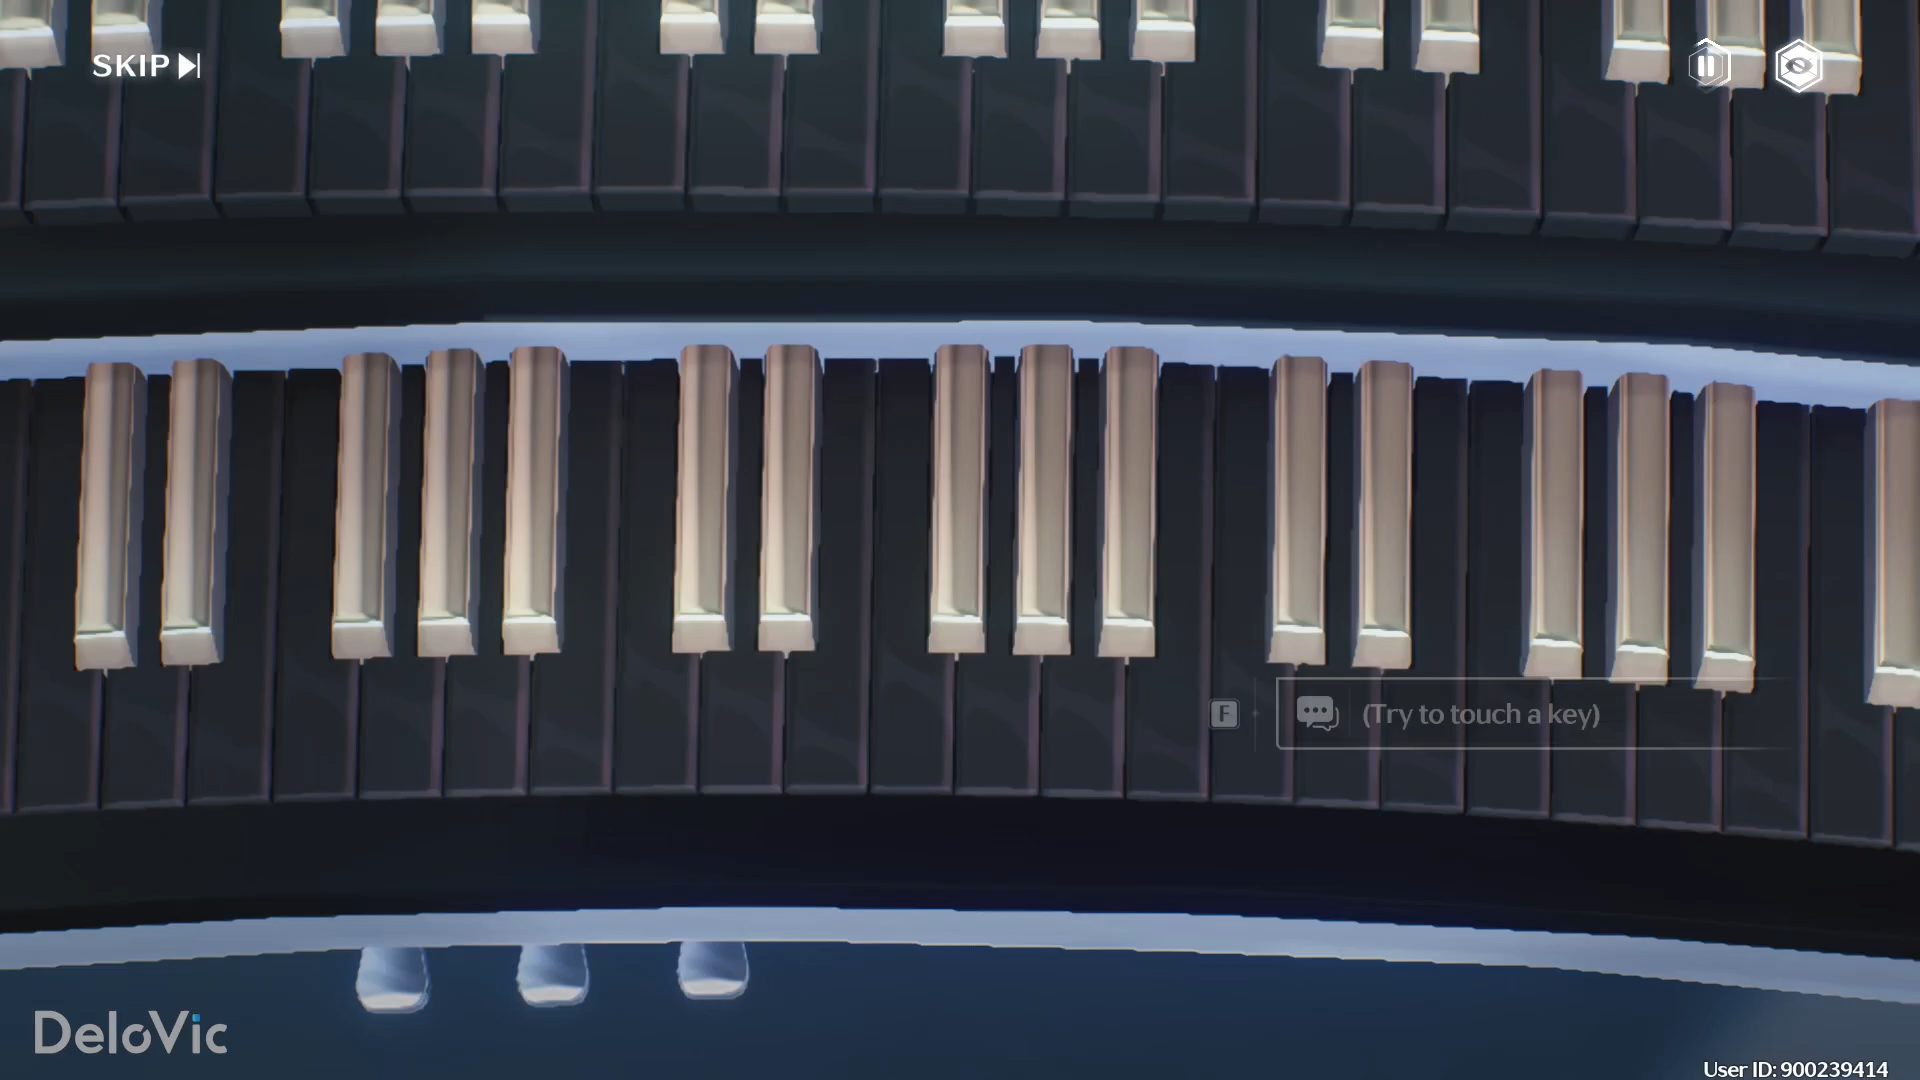 SKIP
F
(Try to touch a key)
DeloVic
User ID: 900239414